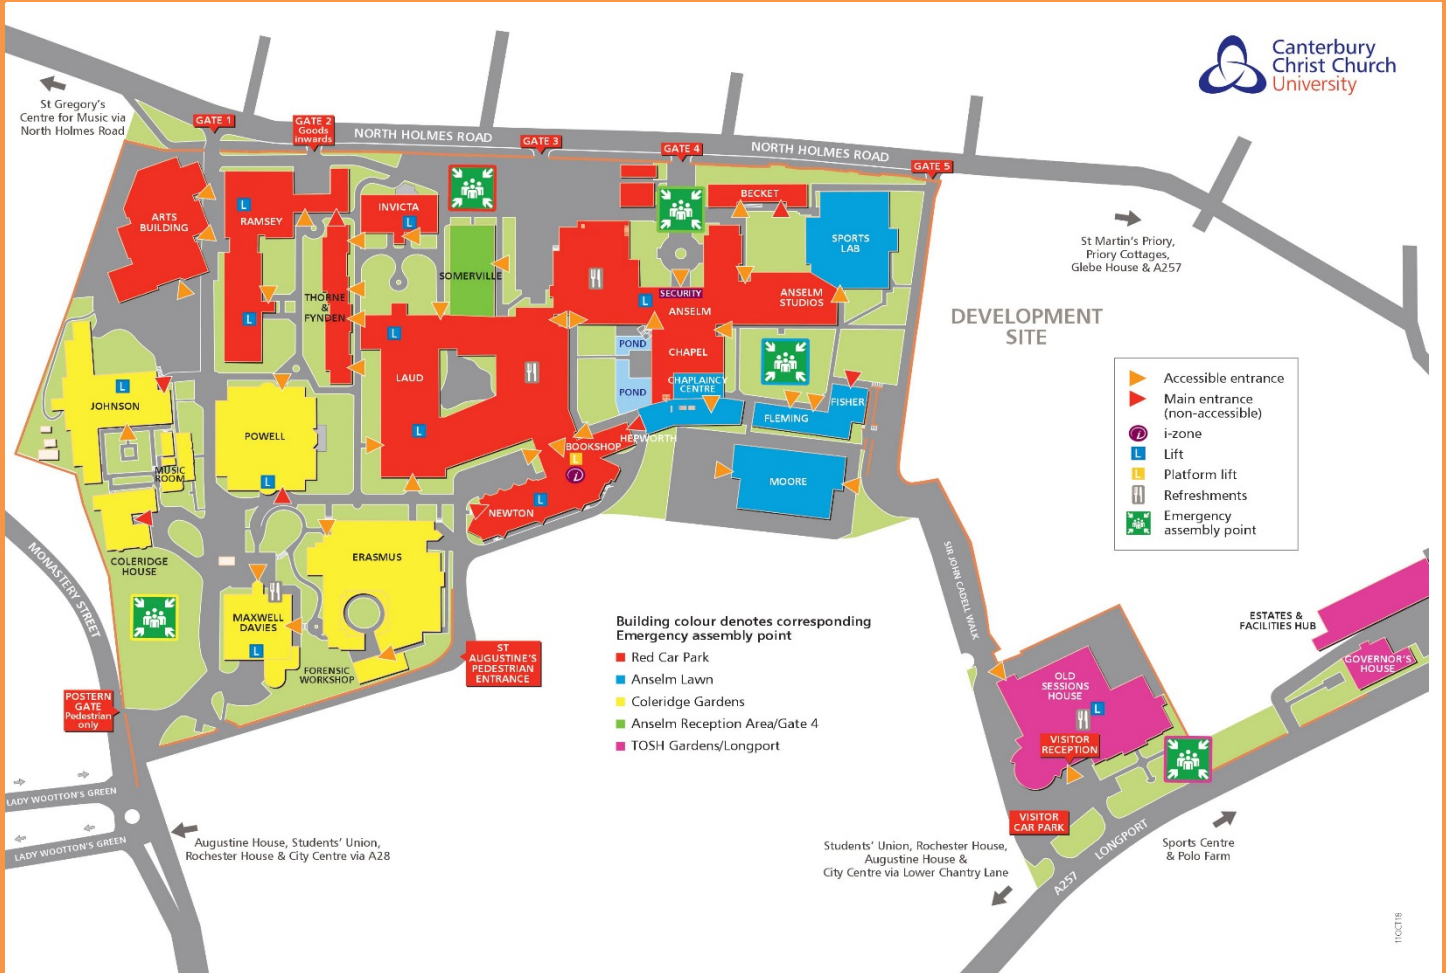 Canterbury
Christ Church
University
St Gregory's
Centre for Music via
North Holmes Road
GATE 1
GATE 2
Goods
inwards
NORTH HOLMES ROAD
GATE 3
GATE 4
NORTH HOLMES ROAD
GATE 5
ARTS
BUILDING
L
RAMSEY
INVICTA
L
BECKET
SPORTS
LAB
St Martin's Priory,
Priory Cottages,
Glebe House & A257
SOMERVILLE
THORNE
&
FYNDEN
L
L
SECURITY
L
ANSELM
ANSELM
STUDIOS
DEVELOPMENT
SITE
POND
CHAPEL
LAUD
POND
CHAPLAINCY
CENTRE
L
JOHNSON
POWELL
L
L
HEPWORTH
FLEMING
FISHER
BOOKSHOP
L
i
MUSIC
ROOM
MOORE
L
NEWTON
COLERIDGE
HOUSE
ERASMUS
MAXWELL
DAVIES
L
FORENSIC
WORKSHOP
MONASTERY STREET
POSTERN
GATE
Pedestrian
only
ST
AUGUSTINE'S
PEDESTRIAN
ENTRANCE
Accessible entrance
Main entrance
(non-accessible)
i
i-zone
L
Lift
L
Platform lift
Refreshments
Emergency
assembly point
Building colour denotes corresponding
Emergency assembly point
Red Car Park
Anselm Lawn
Coleridge Gardens
Anselm Reception Area/Gate 4
TOSH Gardens/Longport
SIR JOHN CADELL WALK
ESTATES &
FACILITIES HUB
GOVERNOR'S
HOUSE
OLD
SESSIONS
HOUSE
L
VISITOR
RECEPTION
VISITOR
CAR PARK
LADY WOOTTON'S GREEN
LADY WOOTTON'S GREEN
Augustine House, Students' Union,
Rochester House & City Centre via A28
Students' Union, Rochester House,
Augustine House &
City Centre via Lower Chantry Lane
A257
LONGPORT
Sports Centre
& Polo Farm
11OCT18